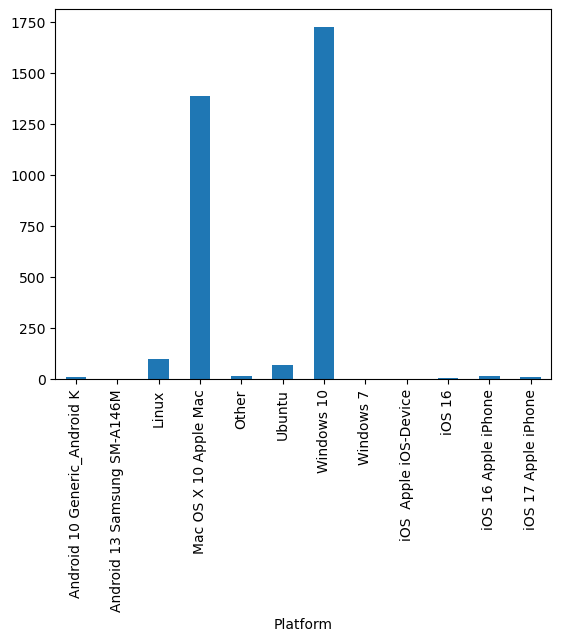 1750
1500
1250
1000
750
500
250
0
Android 10 Generic_Android K
Android 13 Samsung SM-A146M
Linux
Mac OS X 10 Apple Mac
Other
Ubuntu
Windows 10
Windows 7
iOS  Apple iOS-Device
iOS 16
iOS 16 Apple iPhone
iOS 17 Apple iPhone
Platform